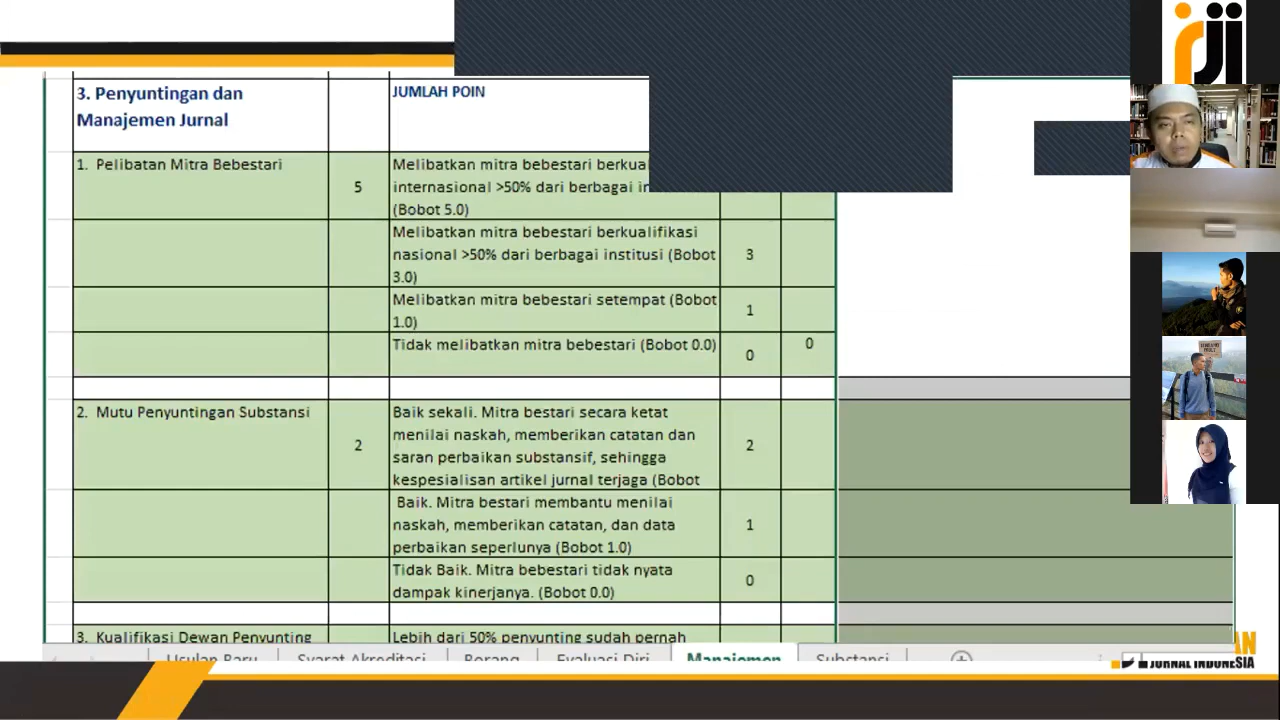 3. Penyuntingan dan
Manajemen Jurnal
JUMLAH POIN
1. Pelibatan Mitra Bebestari
5
Melibatkan mitra bebestari
internasional >50% dari berbagai
(Bobot 5.0)
Melibatkan mitra bebestari berkualifikasi
nasional >50% dari berbagai institusi (Bobot
3.0)
3
Melibatkan mitra bebestari setempat (Bobot
1.0)
1
Tidak melibatkan mitra bebestari (Bobot 0.0)
0
0
2. Mutu Penyuntingan Substansi
2
Baik sekali. Mitra bestari secara ketat
menilai naskah, memberikan catatan dan
saran perbaikan substansif, sehingga
kespesialisan artikel jurnal terjaga (Bobot
2
Baik. Mitra bestari membantu menilai
naskah, memberikan catatan, dan data
perbaikan seperlunya (Bobot 1.0)
1
Tidak Baik. Mitra bebestari tidak nyata
dampak kinerjanya. (Bobot 0.0)
0
3. Kualifikasi Dewan Penyunting
Lebih dari 50% penyunting sudah pernah
Usulan Baru
Syarat Akreditasi
Borang
Evaluasi Diri
Manajemen
Substansi
JURNAL INDONESIA
rji